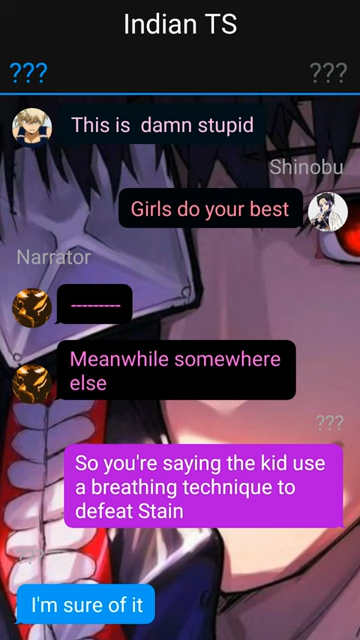 Indian TS
??? ???
This is damn stupid
Shinobu
Girls do your best
Narrator
---------
Meanwhile somewhere
else
???
So you're saying the kid use
a breathing technique to
defeat Stain
???
I'm sure of it